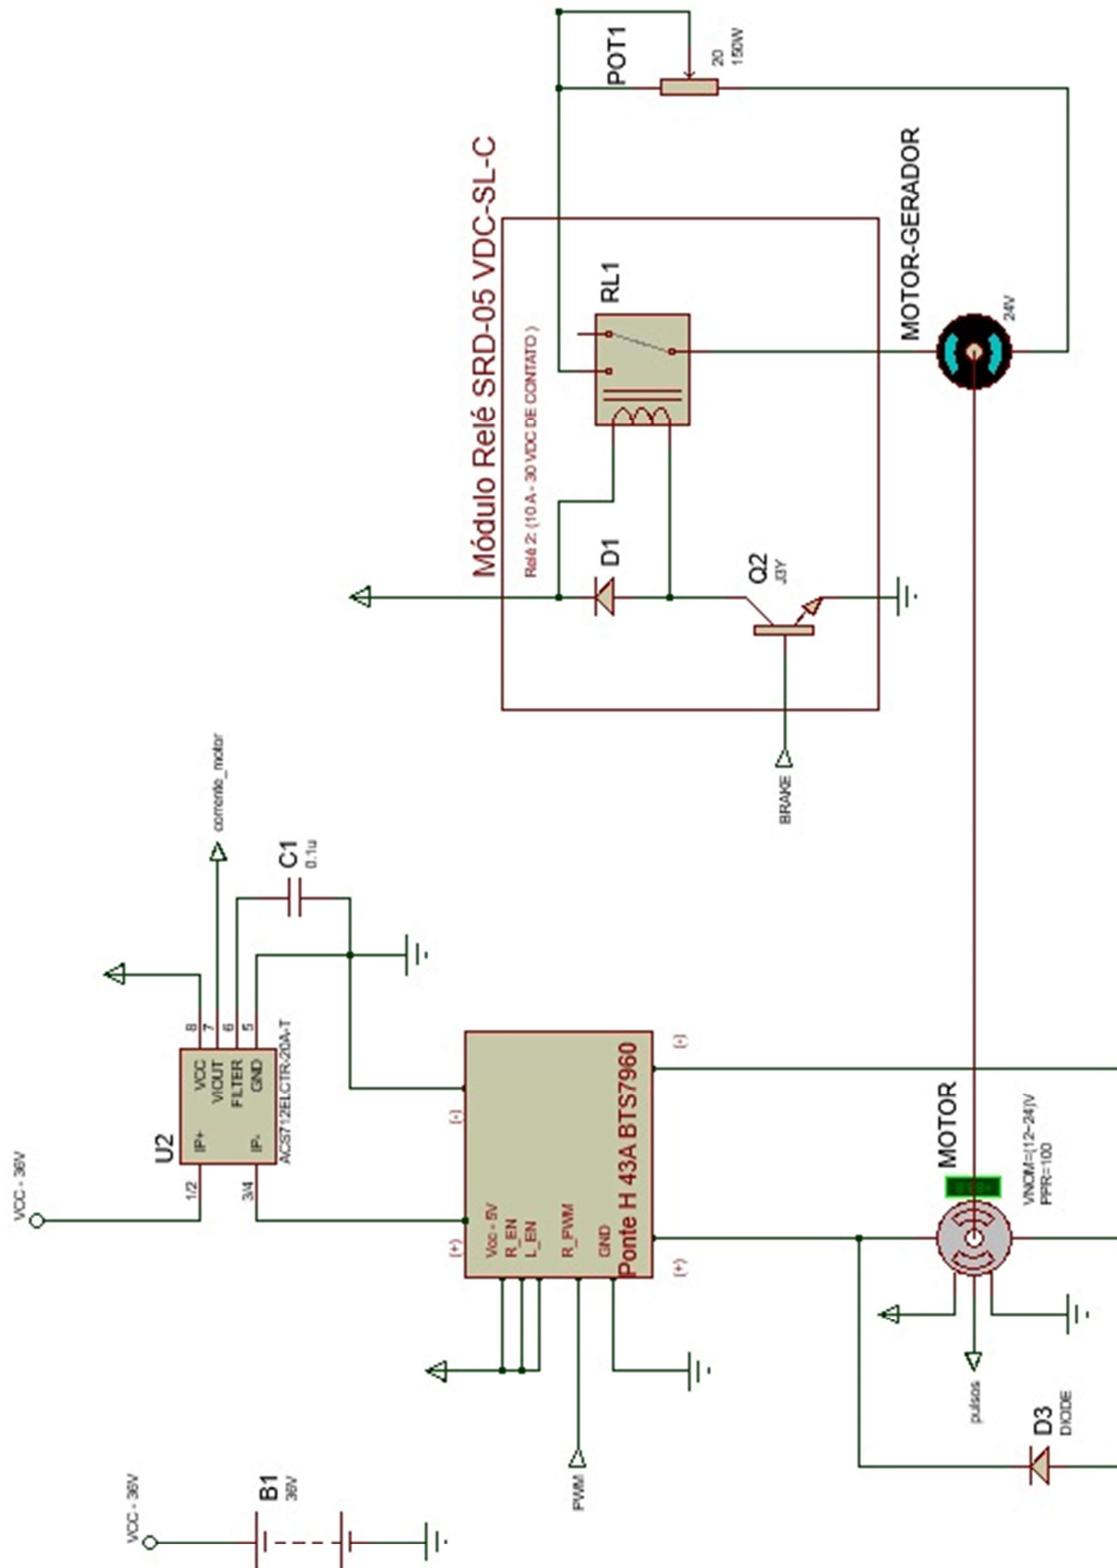 POT1
20
150W
Módulo Relé SRD-05 VDC-SL-C
Relé 2: (10 A - 30 VDC DE CONTATO )
RL1
MOTOR-GERADOR
24V
D1
Q2
J3Y
BRAKE
corrente_motor
C1
0.1u
U2
ACS712ELCTR-20A-T
IP+
IP-
VCC
VIOUT
FILTER
GND
1/2
3/4
8
7
6
5
VCC - 36V
(+)
(-)
Vcc - 5V
R_EN
L_EN
R_PWM
GND
Ponte H 43A BTS7960
(+)
(-)
MOTOR
VNOM=(12~24)V
PPR=100
pulsos
D3
DIODE
PWM
VCC - 36V
B1
36V